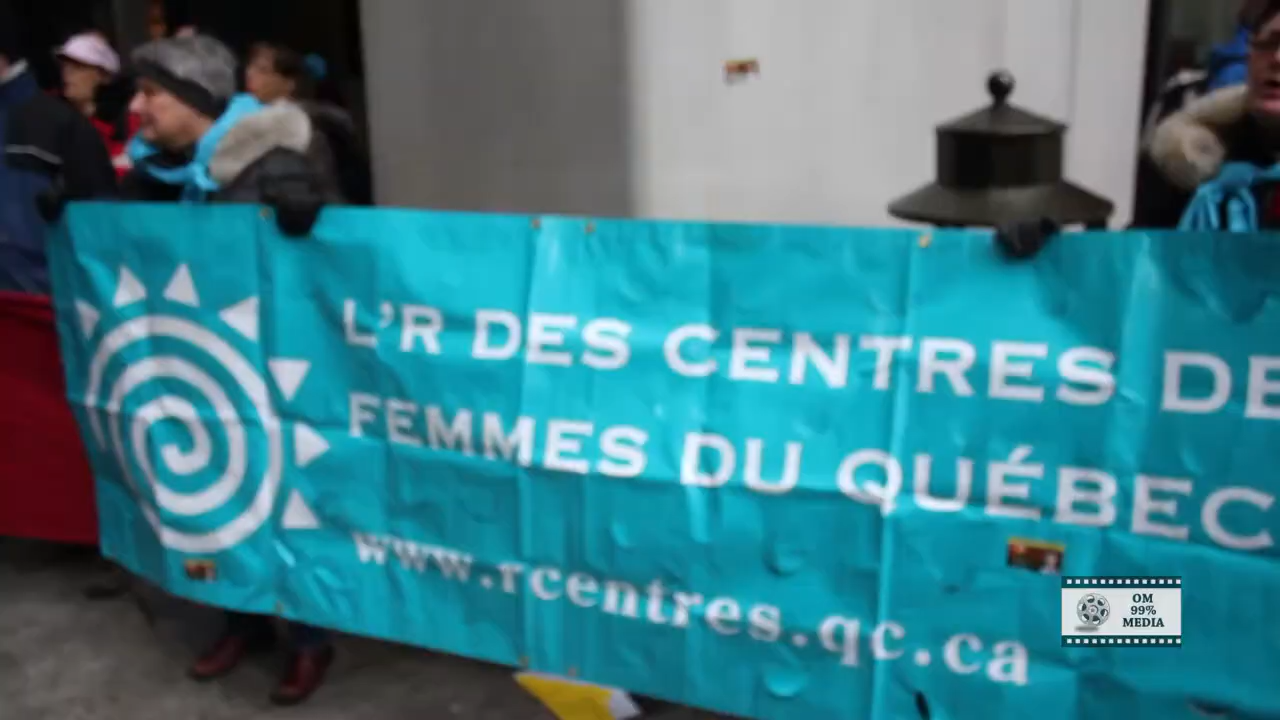 L'R DES CENTRES DE
FEMMES DU QUÉBEC
www.rcentres.qc.ca
OM
99%
MEDIA